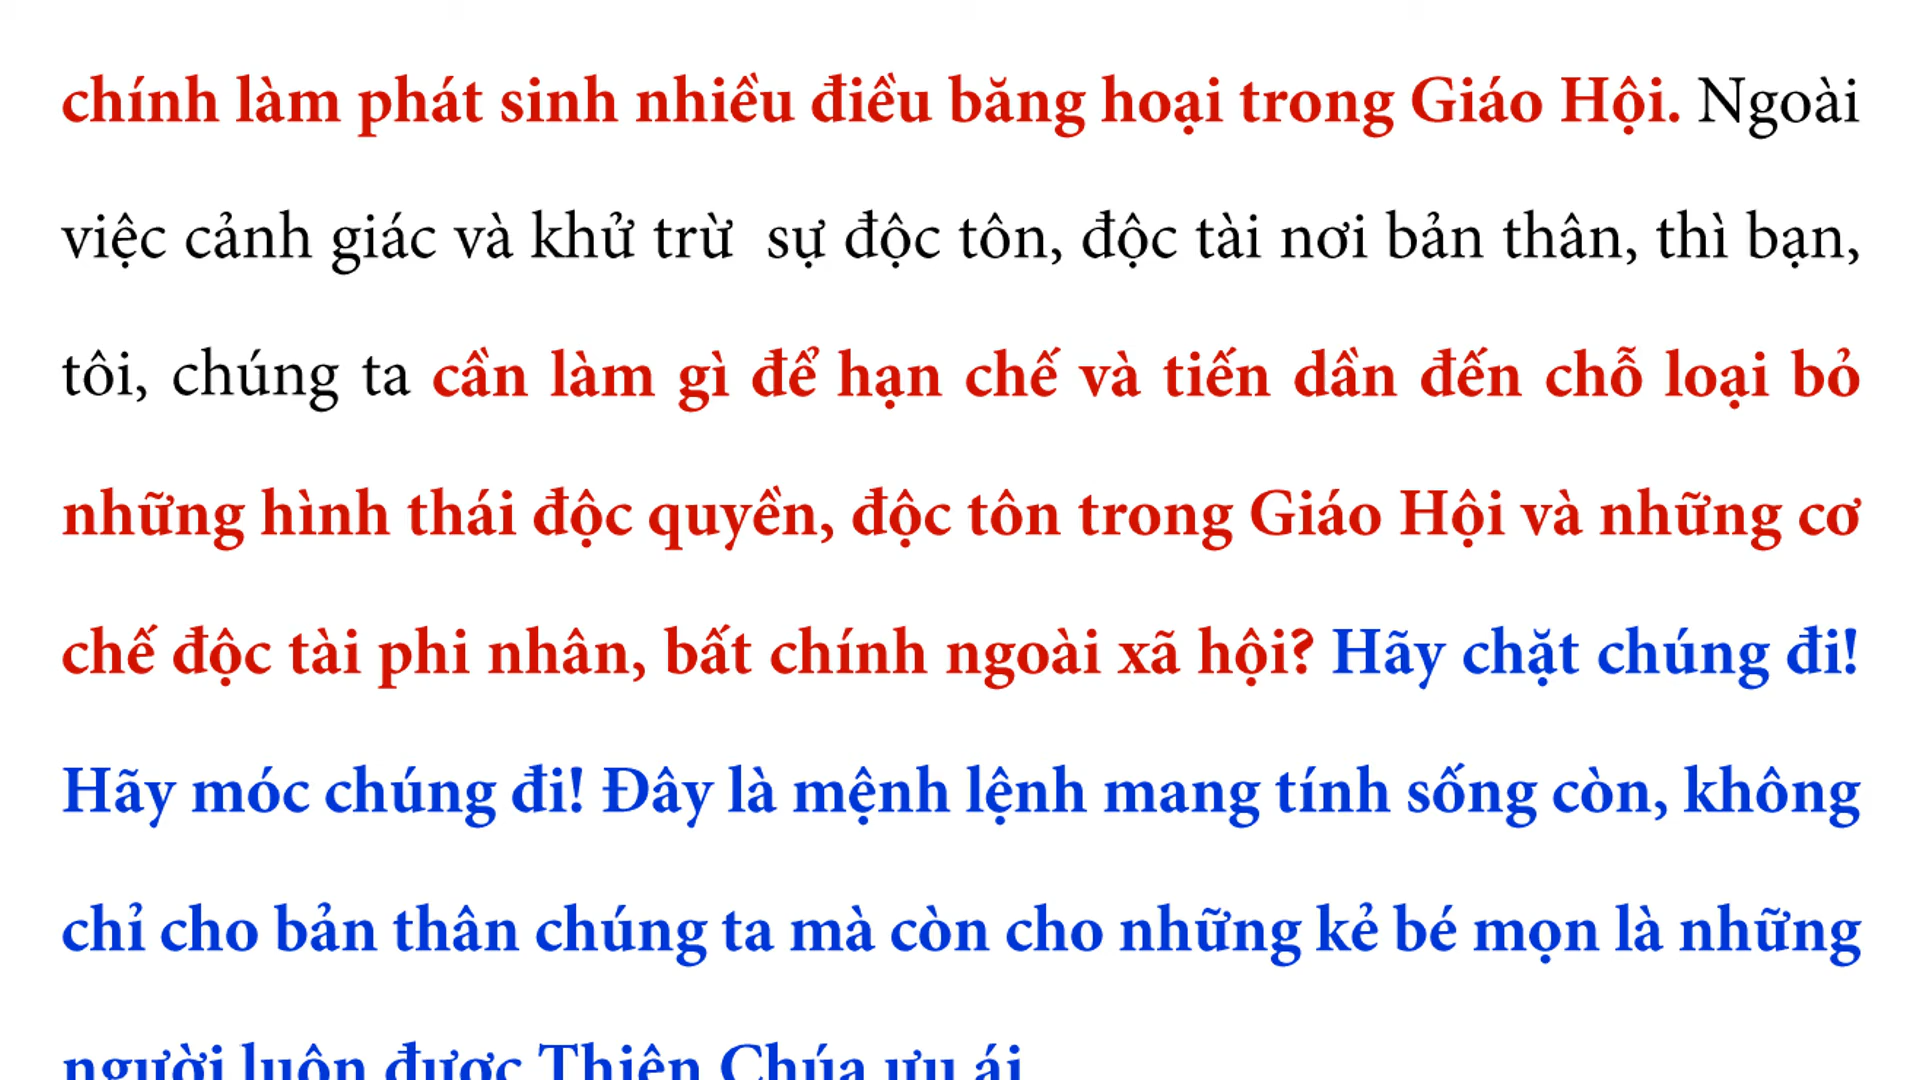 chính làm phát sinh nhiều điều băng hoại trong Giáo Hội. Ngoài
việc cảnh giác và khử trừ sự độc tôn, độc tài nơi bản thân, thì bạn,
tôi, chúng ta cần làm gì để hạn chế và tiến dần đến chỗ loại bỏ
những hình thái độc quyền, độc tôn trong Giáo Hội và những cơ
chế độc tài phi nhân, bất chính ngoài xã hội? Hãy chặt chúng đi!
Hãy móc chúng đi! Đây là mệnh lệnh mang tính sống còn, không
chỉ cho bản thân chúng ta mà còn cho những kẻ bé mọn là những
người luôn được Thiên Chúa ưu ái